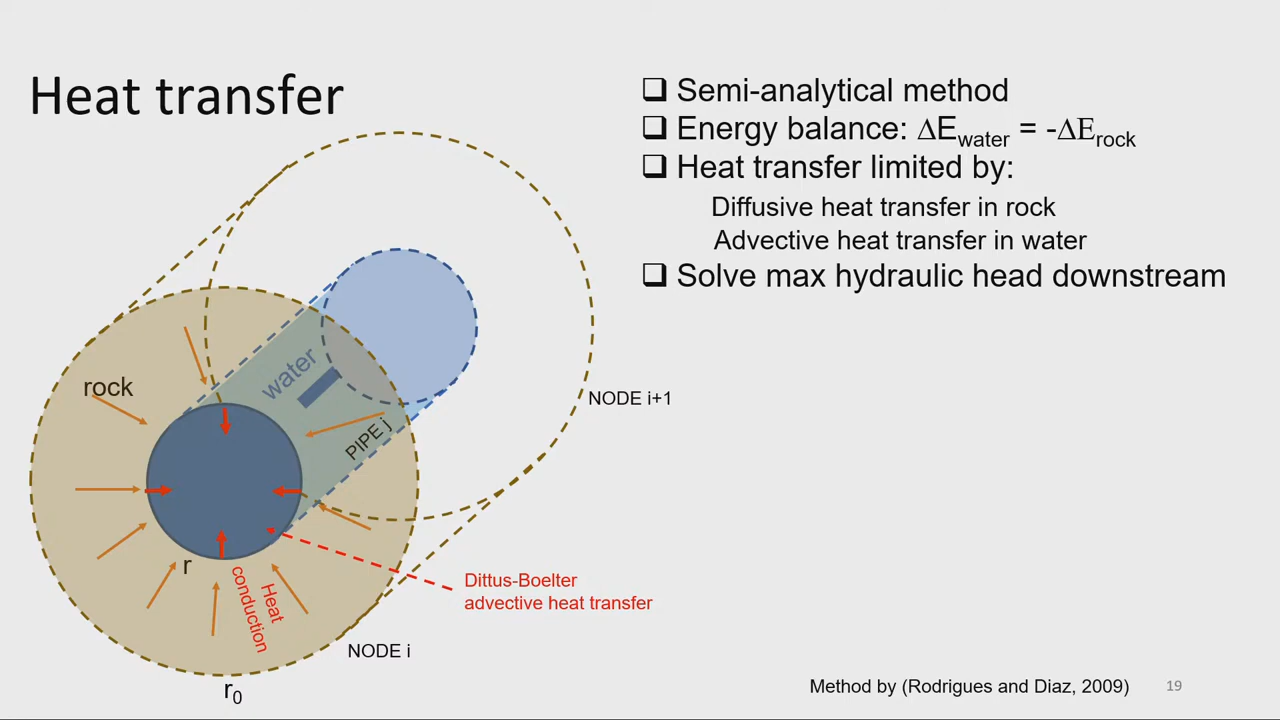 Heat transfer
❑ Semi-analytical method
❑ Energy balance: ΔE_water = -ΔE_rock
❑ Heat transfer limited by:
Diffusive heat transfer in rock
Advective heat transfer in water
❑ Solve max hydraulic head downstream
rock
water
NODE i+1
PIPE j
r
Heat
conduction
Dittus-Boelter
advective heat transfer
NODE i
r₀
Method by (Rodrigues and Diaz, 2009)
19